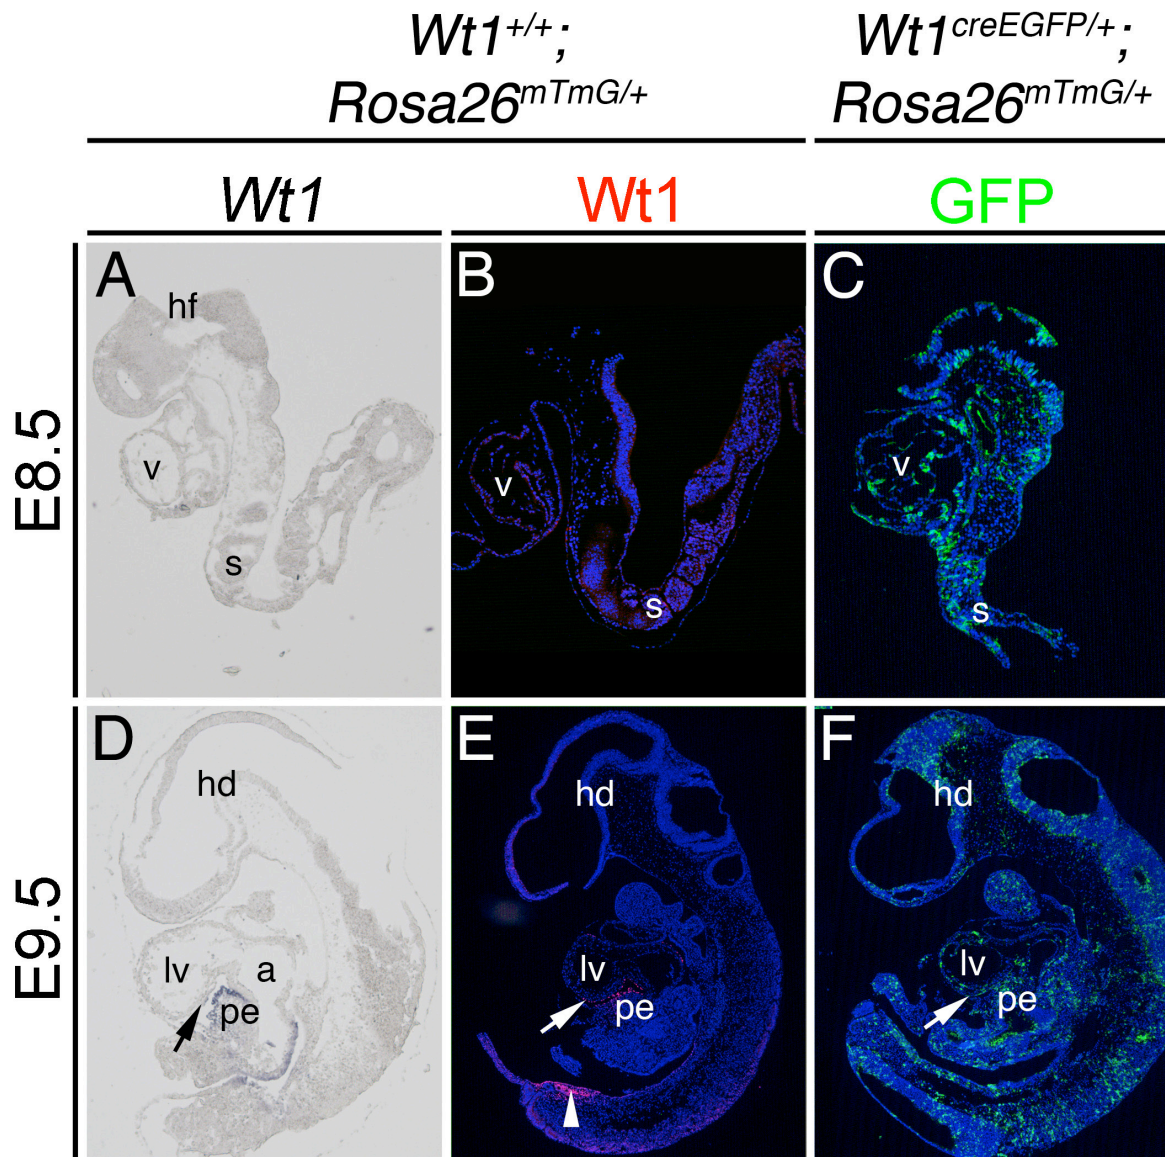 Wt1+/+; Wt1creEGFP/+;
Rosa26mTmG/+ Rosa26mTmG/+
Wt1 Wt1 GFP
E8.5
A hf v s
B v s
C v s
E9.5
D hd lv a pe
E hd lv pe
F hd lv pe